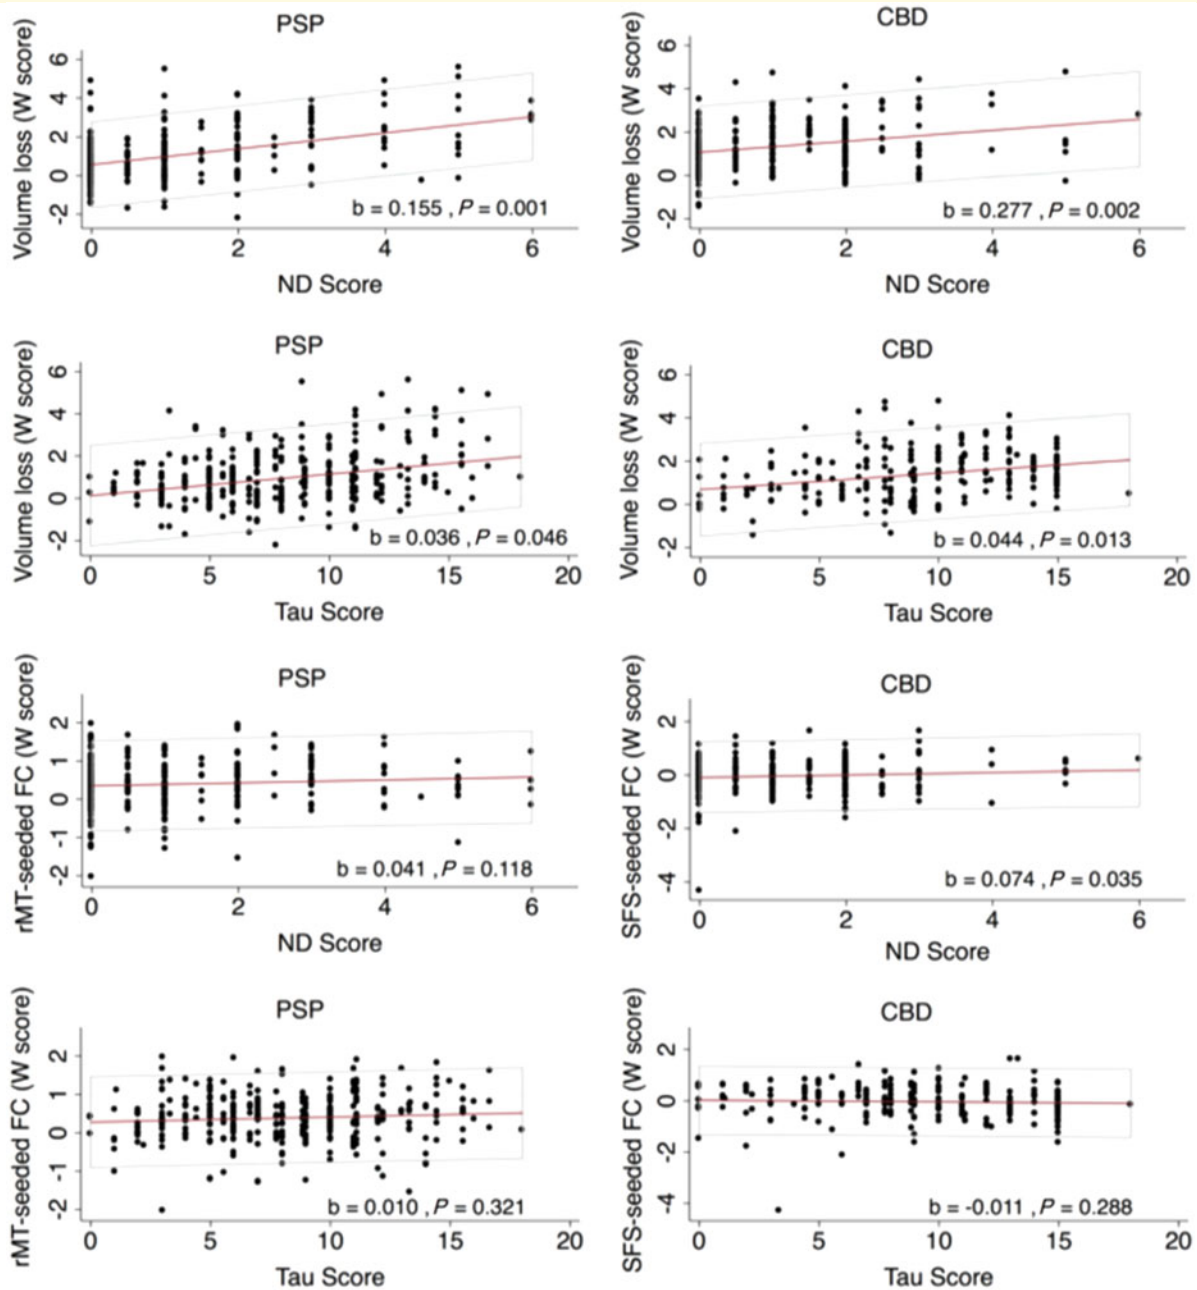 PSP
Volume loss (W score)
6
4
2
0
-2
b = 0.155 , P = 0.001
0 2 4 6
ND Score
CBD
Volume loss (W score)
6
4
2
0
-2
b = 0.277 , P = 0.002
0 2 4 6
ND Score
PSP
Volume loss (W score)
6
4
2
0
-2
b = 0.036 , P = 0.046
0 5 10 15 20
Tau Score
CBD
Volume loss (W score)
6
4
2
0
-2
b = 0.044 , P = 0.013
0 5 10 15 20
Tau Score
PSP
rMT-seeded FC (W score)
2
1
0
-1
-2
b = 0.041 , P = 0.118
0 2 4 6
ND Score
CBD
SFS-seeded FC (W score)
2
0
-2
-4
b = 0.074 , P = 0.035
0 2 4 6
ND Score
PSP
rMT-seeded FC (W score)
2
1
0
-1
-2
b = 0.010 , P = 0.321
0 5 10 15 20
Tau Score
CBD
SFS-seeded FC (W score)
2
0
-2
-4
b = -0.011 , P = 0.288
0 5 10 15 20
Tau Score